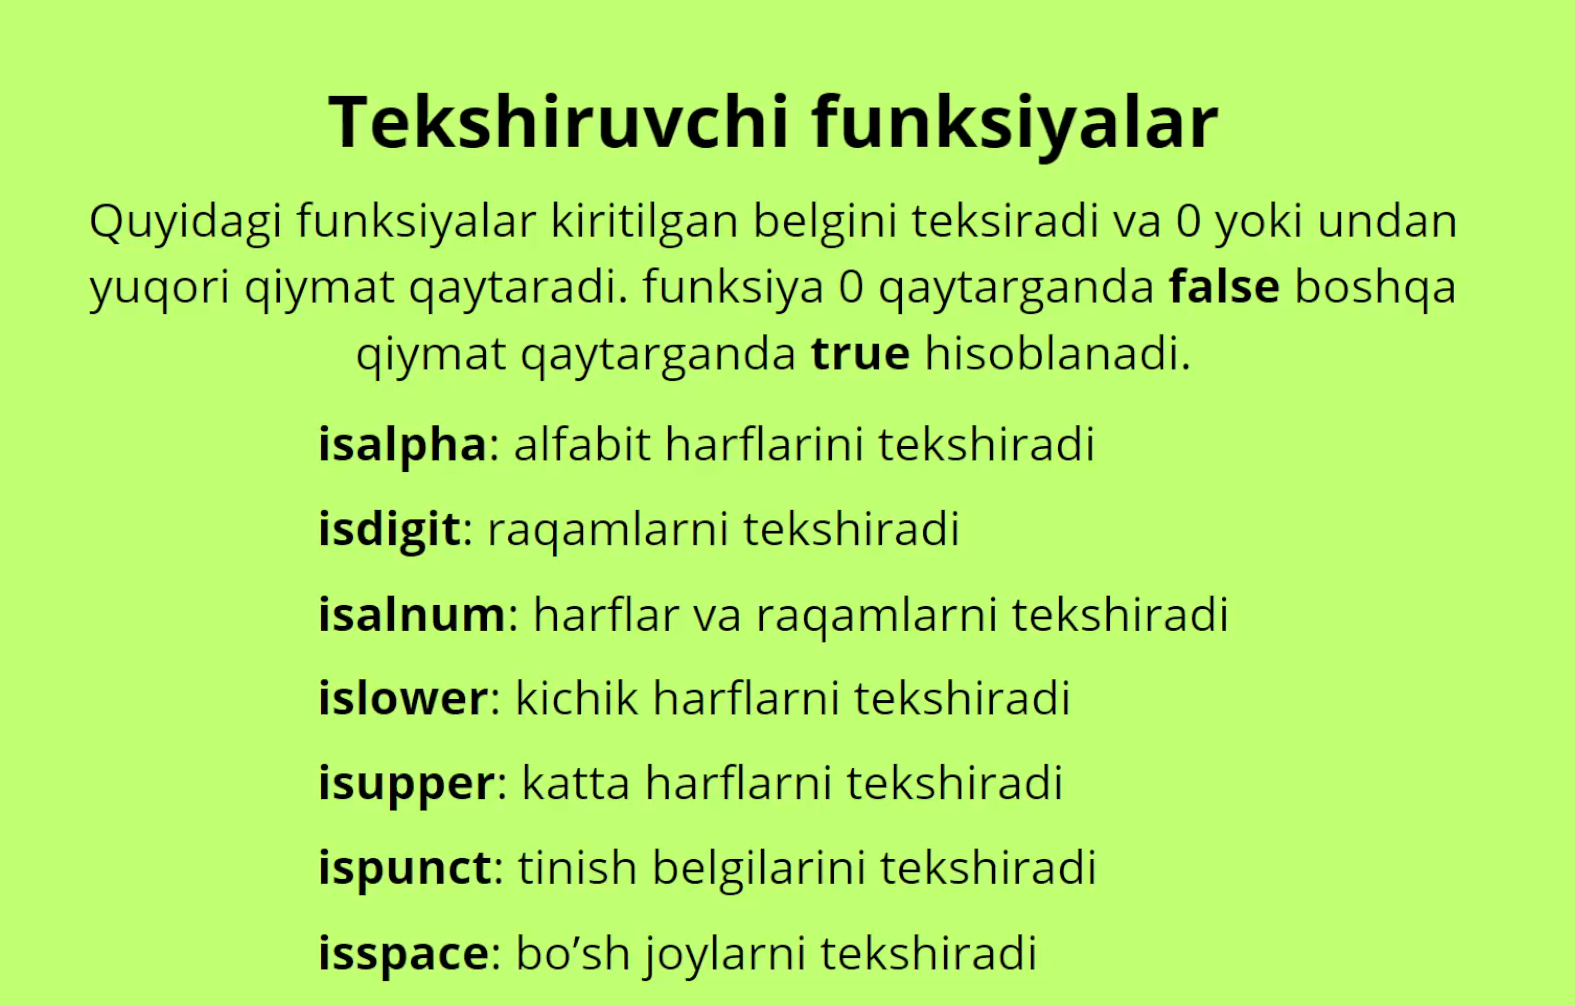 Tekshiruvchi funksiyalar
Quyidagi funksiyalar kiritilgan belgini teksiradi va 0 yoki undan
yuqori qiymat qaytaradi. funksiya 0 qaytarganda false boshqa
qiymat qaytarganda true hisoblanadi.
isalpha: alfabit harflarini tekshiradi
isdigit: raqamlarni tekshiradi
isalnum: harflar va raqamlarni tekshiradi
islower: kichik harflarni tekshiradi
isupper: katta harflarni tekshiradi
ispunct: tinish belgilarini tekshiradi
isspace: bo’sh joylarni tekshiradi